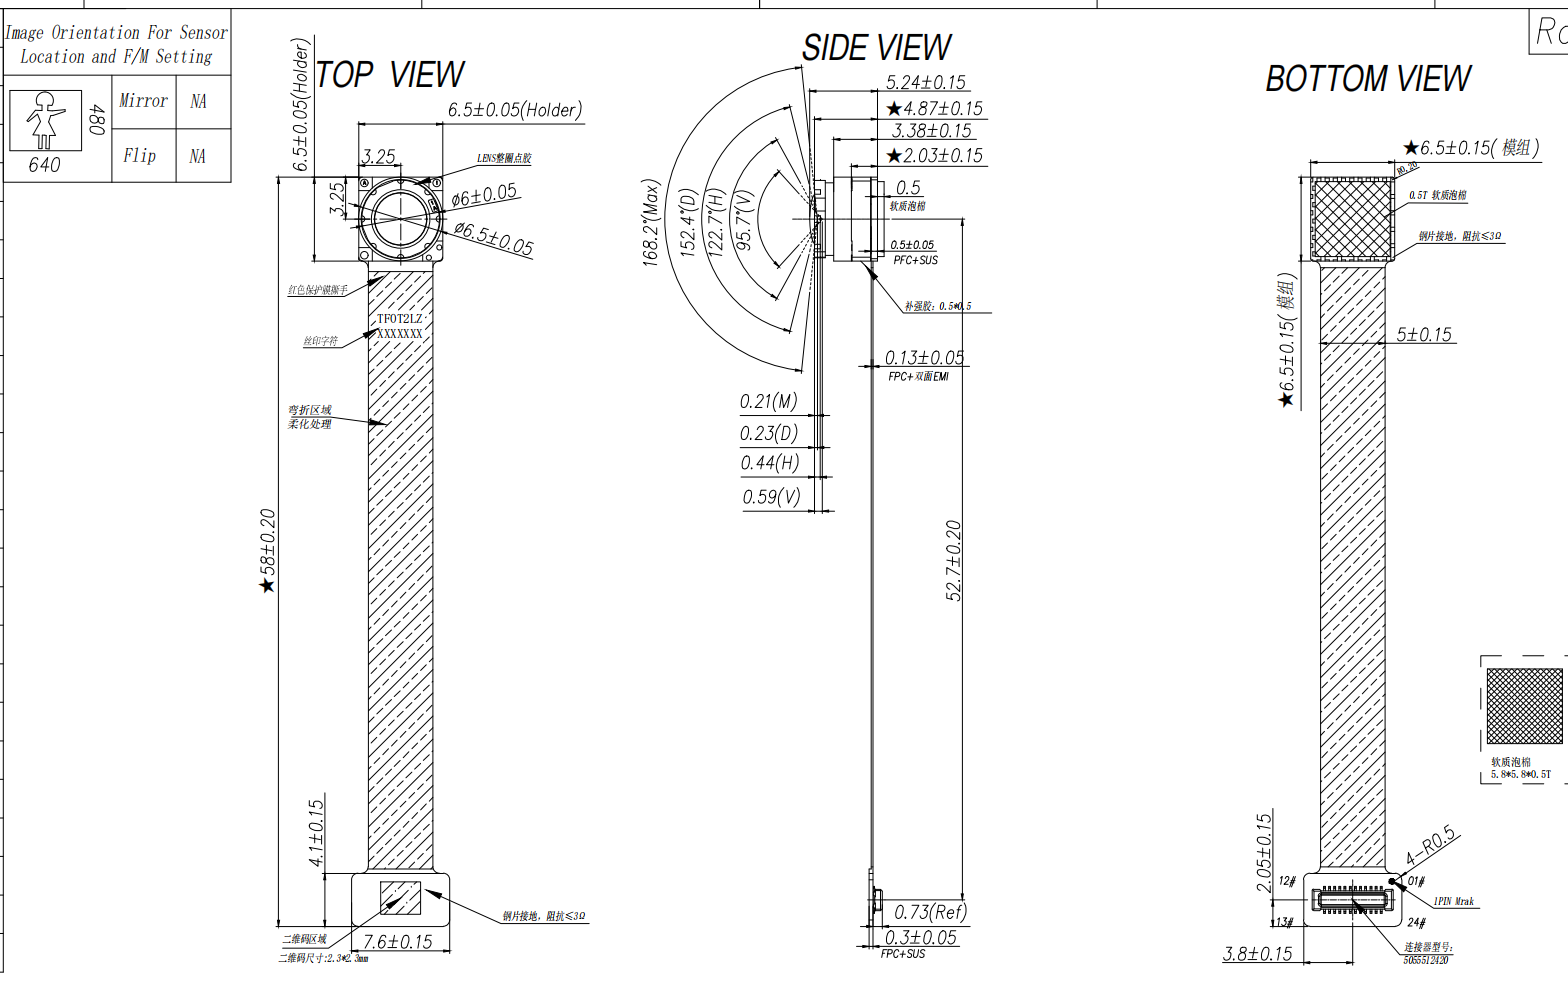 Image Orientation For Sensor
Location and F/M Setting
Mirror NA
Flip NA
480
640
TOP VIEW
6.5±0.05(Holder)
6.5±0.05(Holder)
3.25
3.25
LENS整圈点胶
ø6±0.05
ø6.5±0.05
红色保护膜撕手
TF0T2LZ
XXXXXXX
丝印字符
弯折区域
柔化处理
★58±0.20
4.1±0.15
二维码区域
二维码尺寸:2.3*2.3mm
7.6±0.15
钢片接地，阻抗≤3Ω
SIDE VIEW
5.24±0.15
★4.87±0.15
3.38±0.15
★2.03±0.15
168.2°(Max)
152.4°(D)
122.7°(H)
95.7°(V)
0.5
软质泡棉
0.5±0.05
PFC+SUS
补强胶：0.5*0.5
0.13±0.05
FPC+双面EMI
0.21(M)
0.23(D)
0.44(H)
0.59(V)
52.7±0.20
0.73(Ref)
0.3±0.05
FPC+SUS
BOTTOM VIEW
★6.5±0.15(模组)
R0.20
0.5T 软质泡棉
钢片接地，阻抗≤3Ω
★6.5±0.15(模组)
5±0.15
软质泡棉
5.8*5.8*0.5T
2.05±0.15
4-R0.5
12#
01#
1PIN Mrak
13#
24#
3.8±0.15
连接器型号：
5055512420